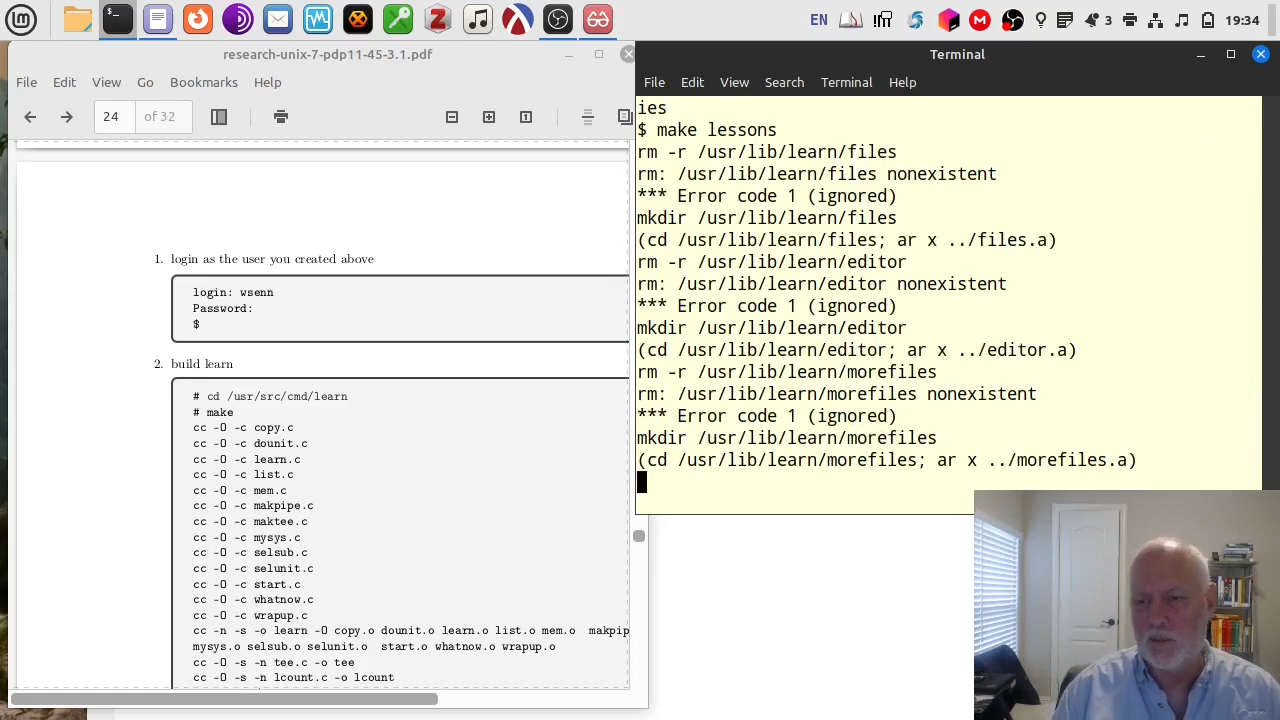 EN
3
19:34
research-unix-7-pdp11-45-3.1.pdf
File Edit View Go Bookmarks Help
24 of 32
1. login as the user you created above
login: wsenn
Password:
$
2. build learn
# cd /usr/src/cmd/learn
# make
cc -O -c copy.c
cc -O -c dounit.c
cc -O -c learn.c
cc -O -c list.c
cc -O -c mem.c
cc -O -c makpipe.c
cc -O -c maktee.c
cc -O -c mysys.c
cc -O -c selsub.c
cc -O -c selunit.c
cc -O -c start.c
cc -O -c whatnow.c
cc -O -c wrapup.c
cc -n -s -o learn -O copy.o dounit.o learn.o list.o mem.o makpip
mysys.o selsub.o selunit.o start.o whatnow.o wrapup.o
cc -O -s -n tee.c -o tee
cc -O -s -n lcount.c -o lcount
Terminal
File Edit View Search Terminal Help
ies
$ make lessons
rm -r /usr/lib/learn/files
rm: /usr/lib/learn/files nonexistent
*** Error code 1 (ignored)
mkdir /usr/lib/learn/files
(cd /usr/lib/learn/files; ar x ../files.a)
rm -r /usr/lib/learn/editor
rm: /usr/lib/learn/editor nonexistent
*** Error code 1 (ignored)
mkdir /usr/lib/learn/editor
(cd /usr/lib/learn/editor; ar x ../editor.a)
rm -r /usr/lib/learn/morefiles
rm: /usr/lib/learn/morefiles nonexistent
*** Error code 1 (ignored)
mkdir /usr/lib/learn/morefiles
(cd /usr/lib/learn/morefiles; ar x ../morefiles.a)